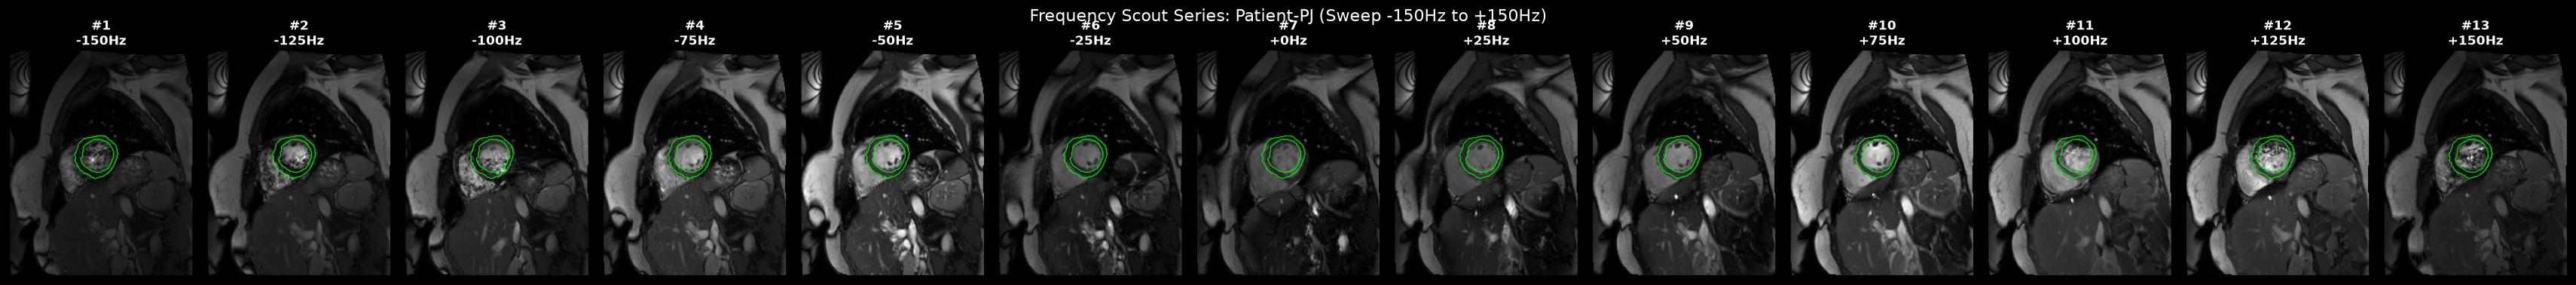 Frequency Scout Series: Patient-PJ (Sweep -150Hz to +150Hz)
#1
-150Hz
#2
-125Hz
#3
-100Hz
#4
-75Hz
#5
-50Hz
#6
-25Hz
#7
+0Hz
#8
+25Hz
#9
+50Hz
#10
+75Hz
#11
+100Hz
#12
+125Hz
#13
+150Hz